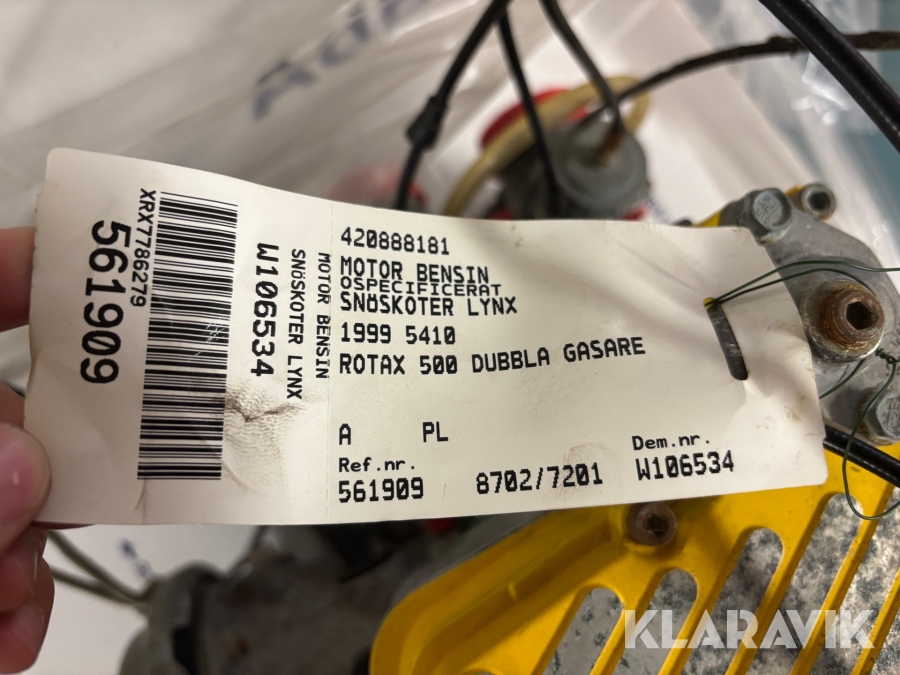 420888181
MOTOR BENSIN
OSPECIFICERAT
SNÖSKOTER LYNX
1999 5410
ROTAX 500 DUBBLA GASARE
A PL
Ref.nr.
561909
8702/7201
Dem.nr.
W106534
MOTOR BENSIN
SNÖSKOTER LYNX
W106534
XRX7786279
561909
KLARAVIK